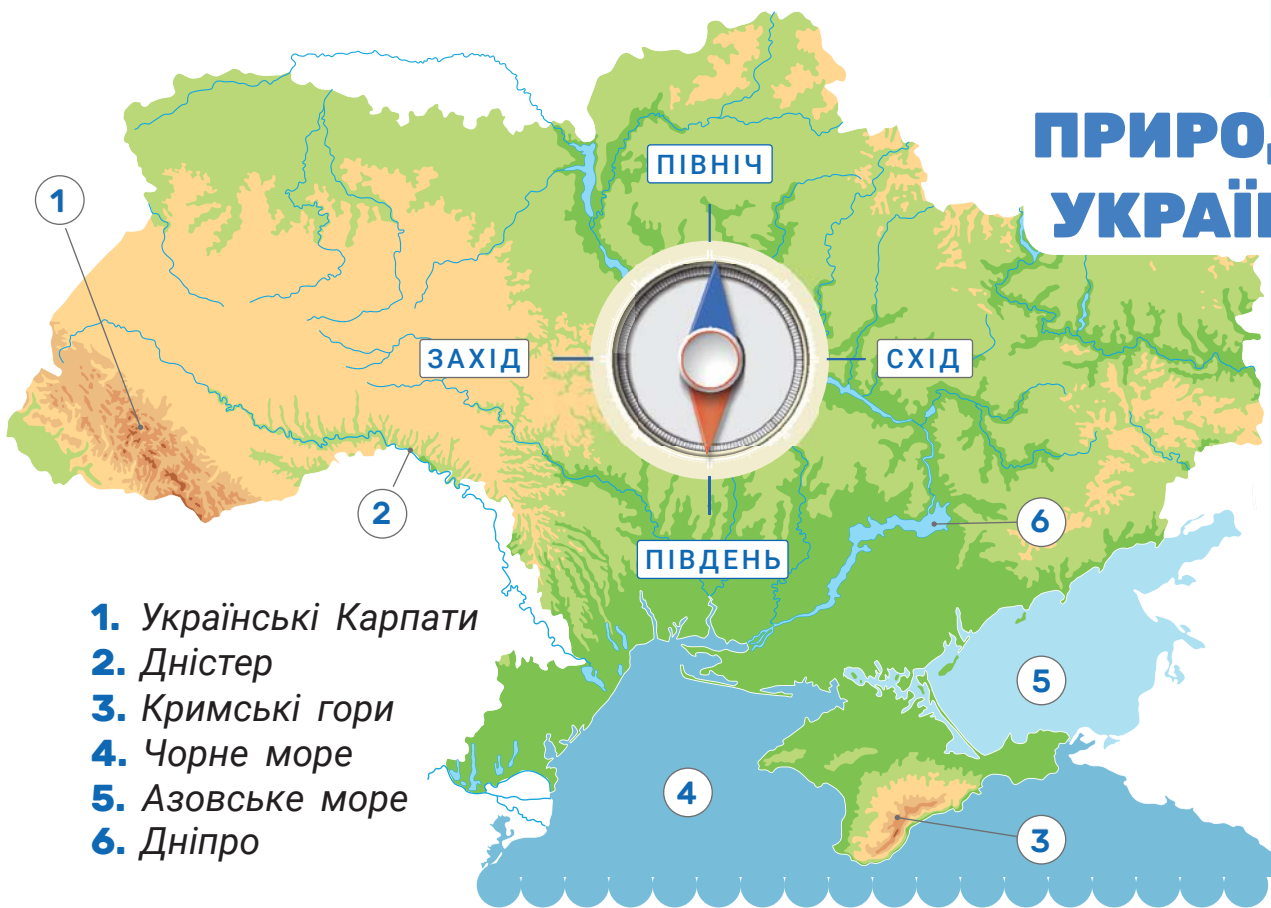 ПРИРО
УКРАЇ
1
ПІВНІЧ
ЗАХІД
СХІД
2
6
ПІВДЕНЬ
1. Українські Карпати
2. Дністер
3. Кримські гори
4. Чорне море
5. Азовське море
6. Дніпро
5
4
3